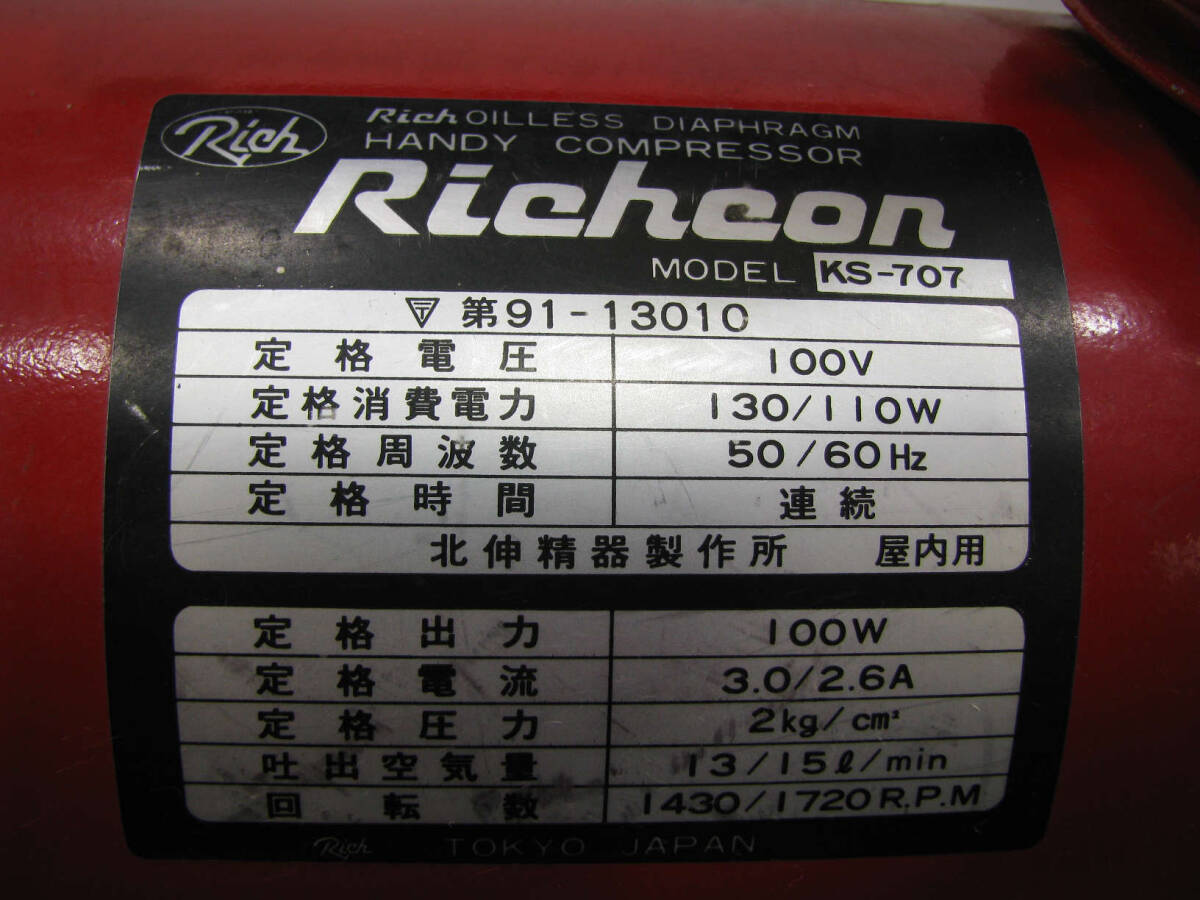 Rich
Rich OILLESS DIAPHRAGM
HANDY COMPRESSOR
Richcon
MODEL KS-707
〒 第91-13010
定格電圧 100V
定格消費電力 130/110W
定格周波数 50/60Hz
定格時間 連続
北伸精器製作所 屋内用
定格出力 100W
定格電流 3.0/2.6A
定格圧力 2kg/cm²
吐出空気量 13/15ℓ/min
回転数 1430/1720R.P.M
Rich TOKYO JAPAN